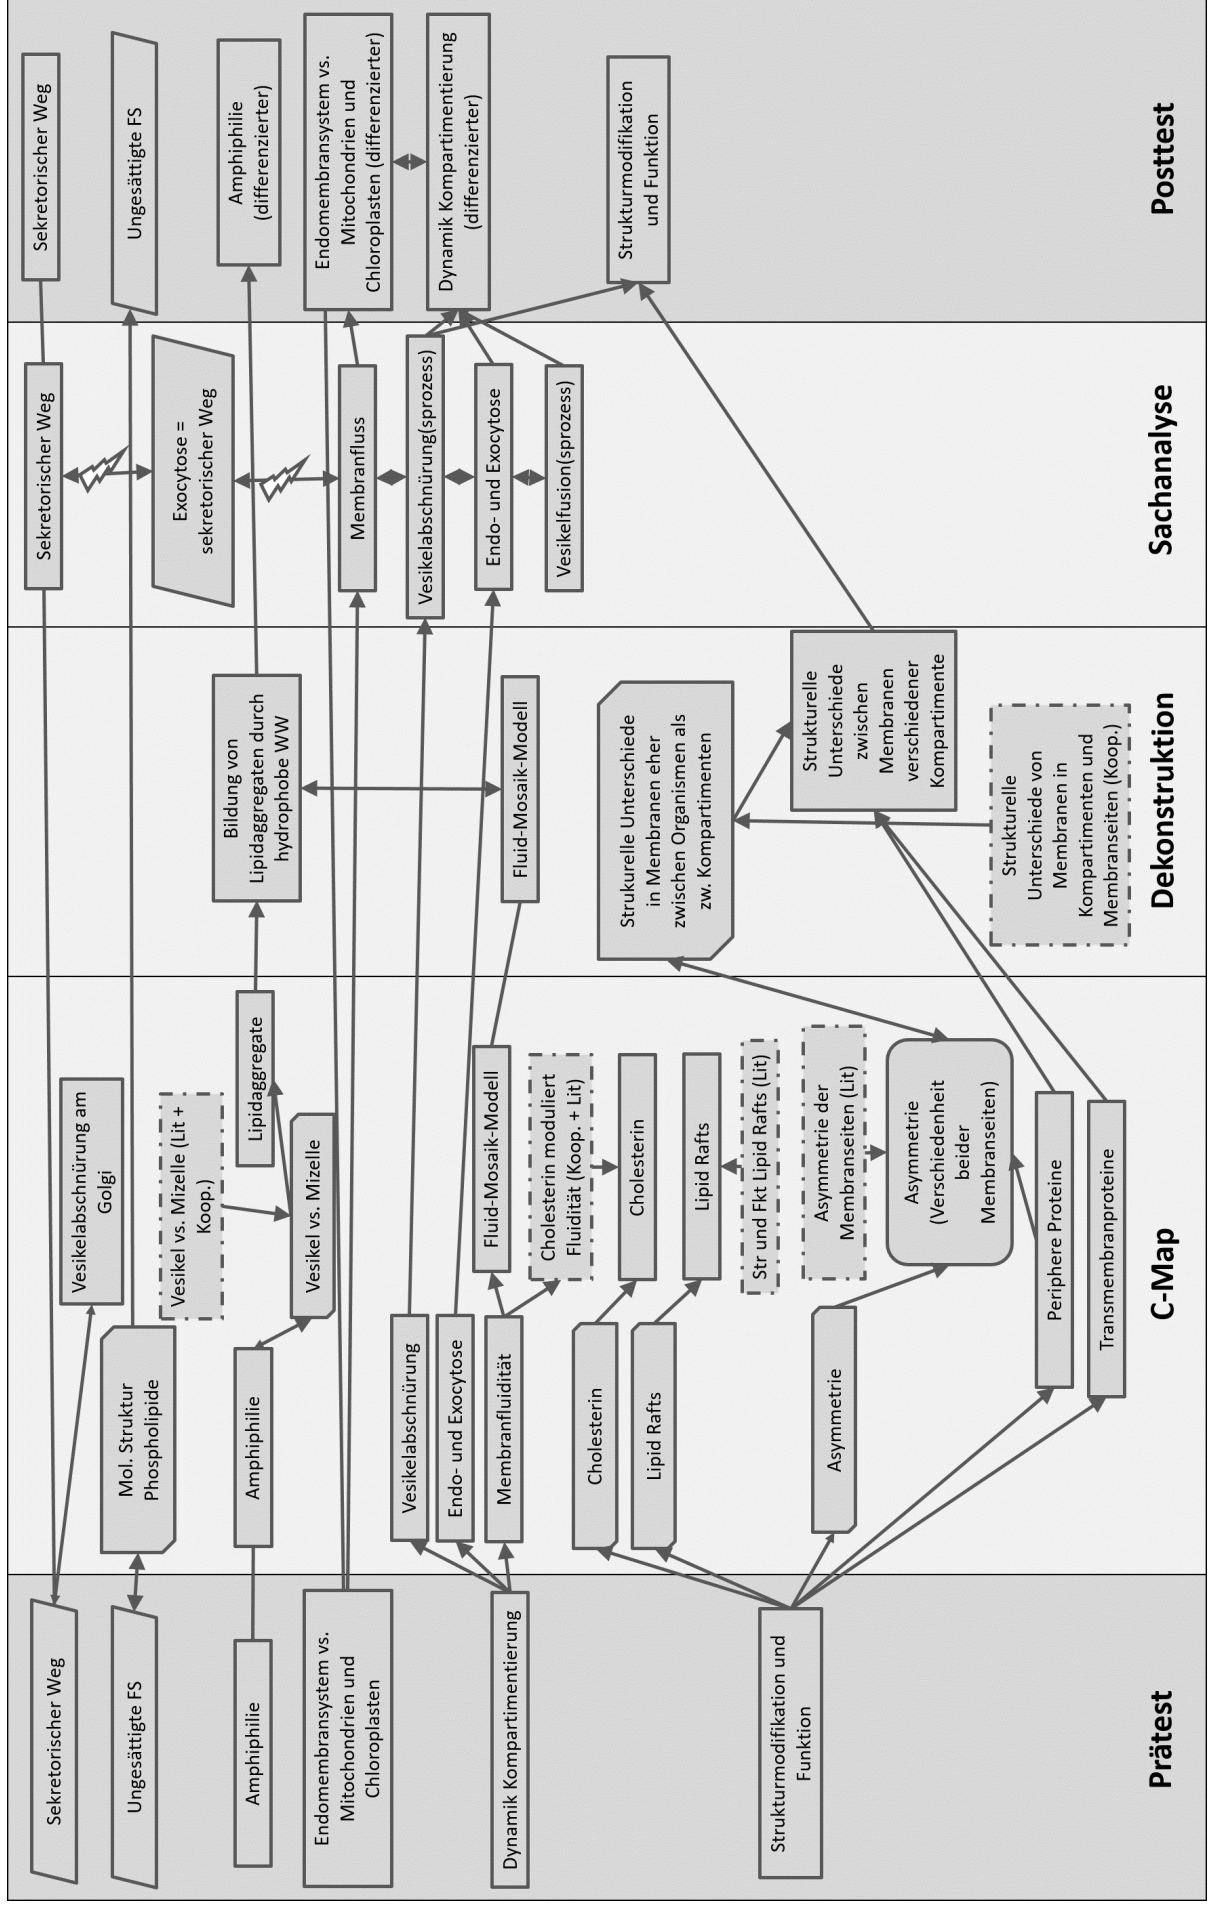 Sekretorischer Weg
Ungesättigte FS
Amphiphilie
Endomembransystem vs.
Mitochondrien und
Chloroplasten
Dynamik Kompartimentierung
Strukturmodifikation und
Funktion
Prätest
Vesikelabschnürung am
Golgi
Mol. Struktur
Phospholipide
Vesikel vs. Mizelle (Lit +
Koop.)
Amphiphilie
Lipidaggregate
Vesikel vs. Mizelle
Vesikelabschnürung
Endo- und Exocytose
Membranfluidität
Fluid-Mosaik-Modell
Cholesterin moduliert
Fluidität (Koop. + Lit)
Cholesterin
Cholesterin
Lipid Rafts
Lipid Rafts
Str und Fkt Lipid Rafts (Lit)
Asymmetrie der
Membranseiten (Lit)
Asymmetrie
Asymmetrie
(Verschiedenheit
beider
Membranseiten)
Periphere Proteine
Transmembranproteine
C-Map
Bildung von
Lipidaggregaten durch
hydrophobe WW
Fluid-Mosaik-Modell
Strukurelle Unterschiede
in Membranen eher
zwischen Organismen als
zw. Kompartimenten
Strukturelle
Unterschiede
zwischen
Membranen
verschiedener
Kompartimente
Strukturelle
Unterschiede von
Membranen in
Kompartimenten und
Membranseiten (Koop.)
Dekonstruktion
Sekretorischer Weg
Exocytose =
sekretorischer Weg
Membranfluss
Vesikelabschnürung(sprozess)
Endo- und Exocytose
Vesikelfusion(sprozess)
Sachanalyse
Sekretorischer Weg
Ungesättigte FS
Amphiphilie
(differenzierter)
Endomembransystem vs.
Mitochondrien und
Chloroplasten (differenzierter)
Dynamik Kompartimentierung
(differenzierter)
Strukturmodifikation
und Funktion
Posttest